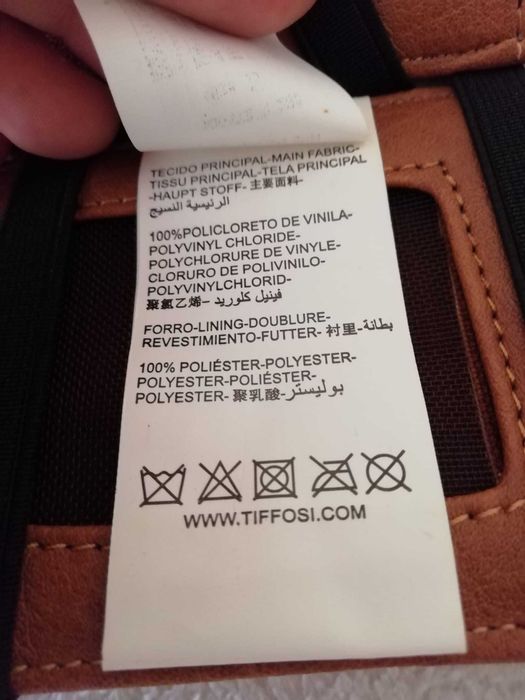 TECIDO PRINCIPAL-MAIN FABRIC-
TISSU PRINCIPAL-TELA PRINCIPAL
-HAUPT STOFF- 主要面料-
الرئيسية النسيج
100%POLICLORETO DE VINILA-
POLYVINYL CHLORIDE-
POLYCHLORURE DE VINYLE-
CLORURO DE POLIVINILO-
POLYVINYLCHLORID-
聚氯乙烯- فينيل كلوريد-
FORRO-LINING-DOUBLURE-
REVESTIMIENTO-FUTTER- 衬里-بطانة-
100% POLIÉSTER-POLYESTER-
POLYESTER-POLIÉSTER-
POLYESTER- 聚乳酸-بوليستر
WWW.TIFFOSI.COM